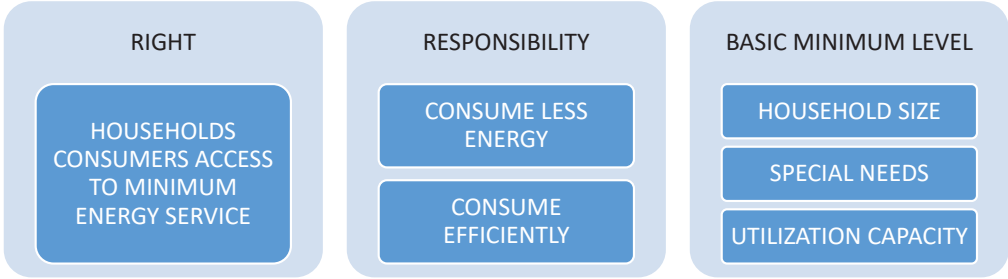 RIGHT
HOUSEHOLDS
CONSUMERS ACCESS
TO MINIMUM
ENERGY SERVICE
RESPONSIBILITY
CONSUME LESS
ENERGY
CONSUME
EFFICIENTLY
BASIC MINIMUM LEVEL
HOUSEHOLD SIZE
SPECIAL NEEDS
UTILIZATION CAPACITY